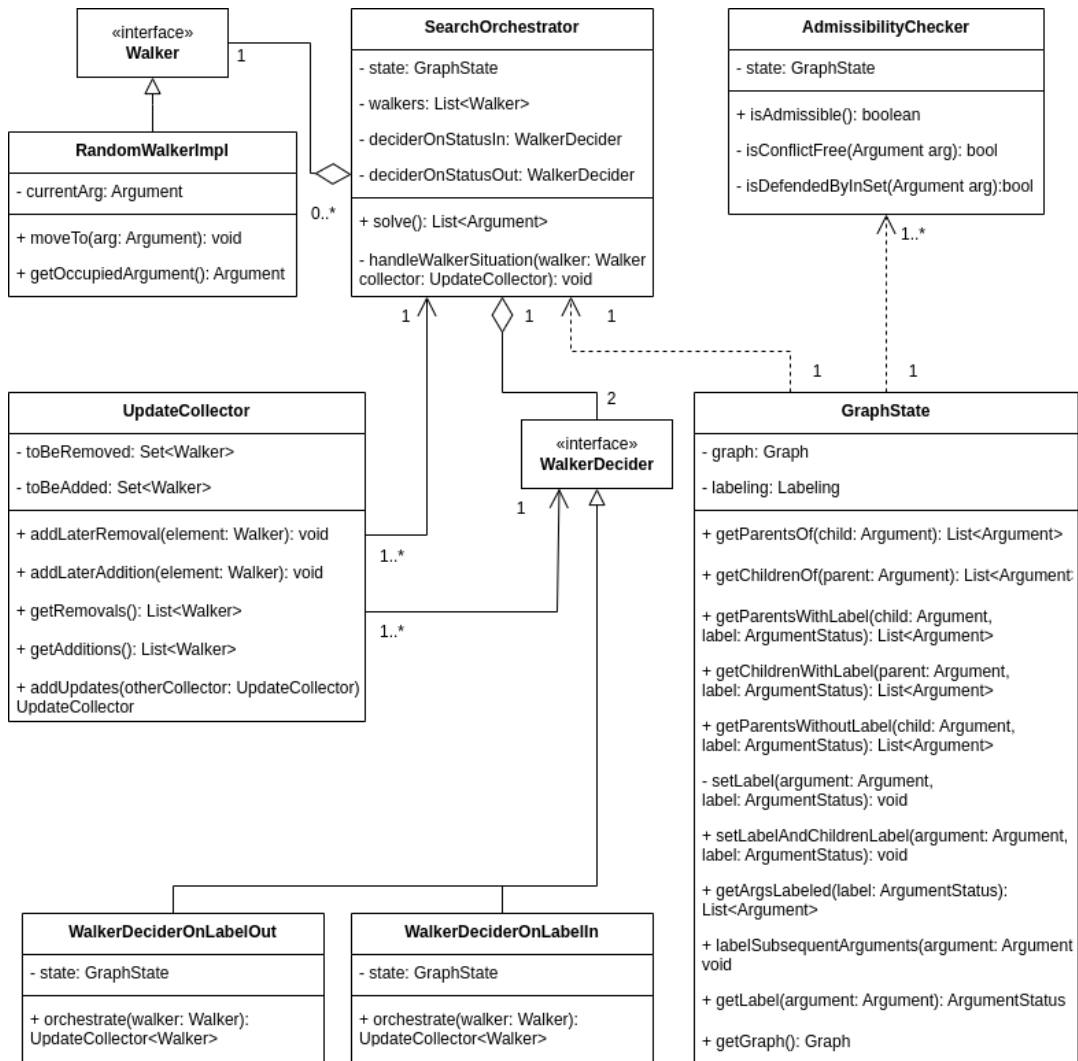 «interface»
Walker
1
RandomWalkerImpl
- currentArg: Argument
+ moveTo(arg: Argument): void
+ getOccupiedArgument(): Argument
0..*
SearchOrchestrator
- state: GraphState
- walkers: List<Walker>
- deciderOnStatusIn: WalkerDecider
- deciderOnStatusOut: WalkerDecider
+ solve(): List<Argument>
- handleWalkerSituation(walker: Walker
collector: UpdateCollector): void
AdmissibilityChecker
- state: GraphState
+ isAdmissible(): boolean
- isConflictFree(Argument arg): bool
- isDefendedByInSet(Argument arg):bool
1..*
1
1
1
1
1
2
UpdateCollector
- toBeRemoved: Set<Walker>
- toBeAdded: Set<Walker>
+ addLaterRemoval(element: Walker): void
+ addLaterAddition(element: Walker): void
+ getRemovals(): List<Walker>
+ getAdditions(): List<Walker>
+ addUpdates(otherCollector: UpdateCollector)
UpdateCollector
1..*
1..*
«interface»
WalkerDecider
1
GraphState
- graph: Graph
- labeling: Labeling
+ getParentsOf(child: Argument): List<Argument>
+ getChildrenOf(parent: Argument): List<Argument:
+ getParentsWithLabel(child: Argument,
label: ArgumentStatus): List<Argument>
+ getChildrenWithLabel(parent: Argument,
label: ArgumentStatus): List<Argument>
+ getParentsWithoutLabel(child: Argument,
label: ArgumentStatus): List<Argument>
- setLabel(argument: Argument,
label: ArgumentStatus): void
+ setLabelAndChildrenLabel(argument: Argument,
label: ArgumentStatus): void
+ getArgsLabeled(label: ArgumentStatus):
List<Argument>
+ labelSubsequentArguments(argument: Argument
void
+ getLabel(argument: Argument): ArgumentStatus
+ getGraph(): Graph
WalkerDeciderOnLabelOut
- state: GraphState
+ orchestrate(walker: Walker):
UpdateCollector<Walker>
WalkerDeciderOnLabelIn
- state: GraphState
+ orchestrate(walker: Walker):
UpdateCollector<Walker>